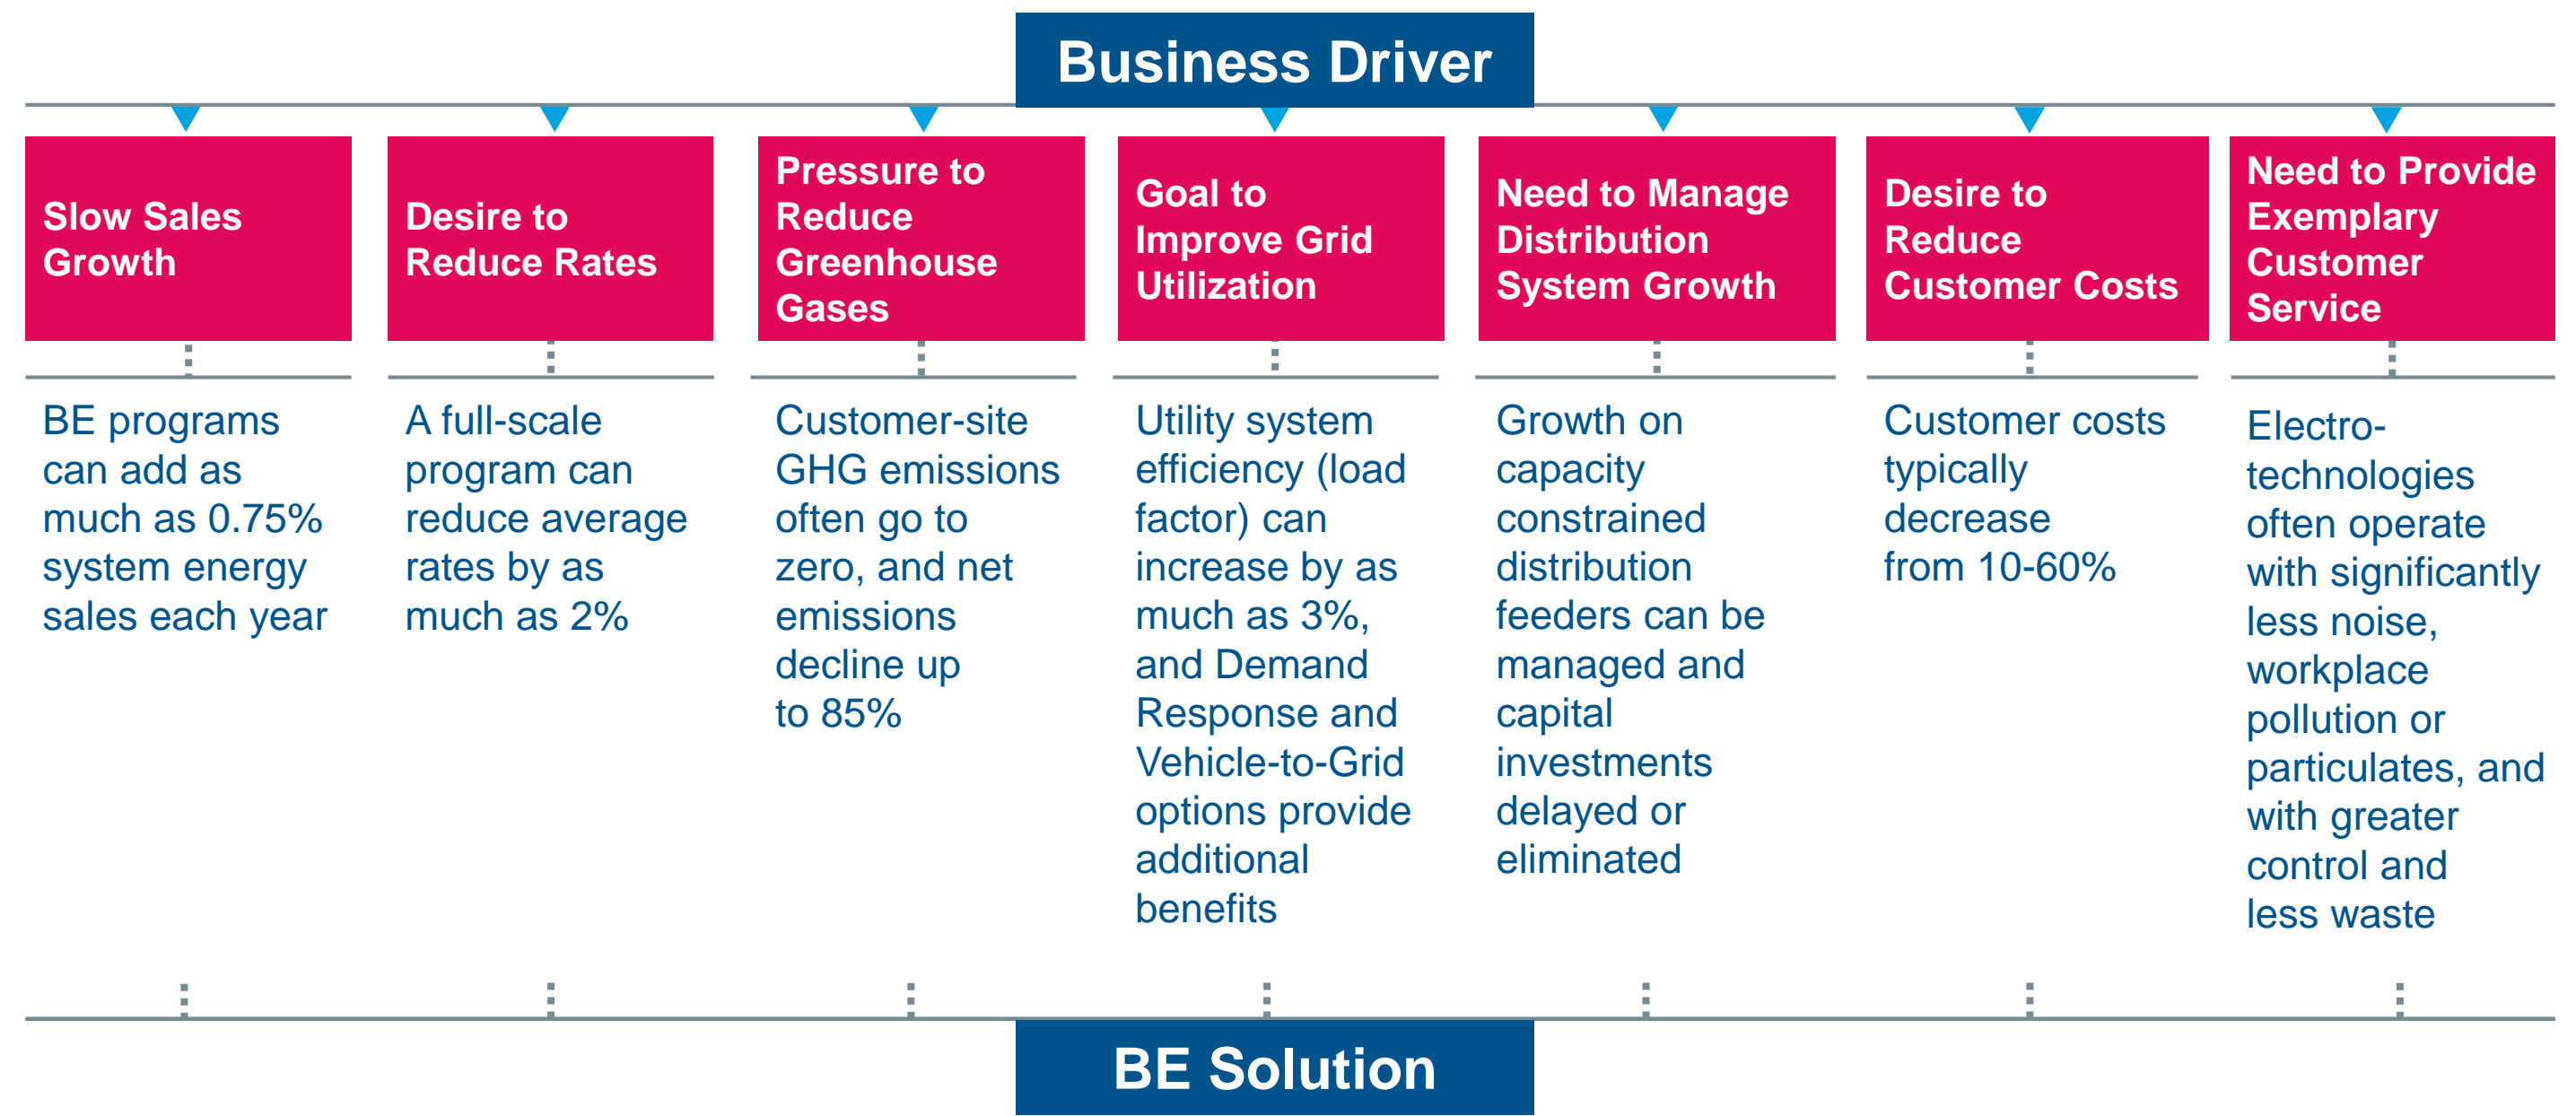 Business Driver
Slow Sales
Growth
Desire to
Reduce Rates
Pressure to
Reduce
Greenhouse
Gases
Goal to
Improve Grid
Utilization
Need to Manage
Distribution
System Growth
Desire to
Reduce
Customer Costs
Need to Provide
Exemplary
Customer
Service
BE programs
can add as
much as 0.75%
system energy
sales each year
A full-scale
program can
reduce average
rates by as
much as 2%
Customer-site
GHG emissions
often go to
zero, and net
emissions
decline up
to 85%
Utility system
efficiency (load
factor) can
increase by as
much as 3%,
and Demand
Response and
Vehicle-to-Grid
options provide
additional
benefits
Growth on
capacity
constrained
distribution
feeders can be
managed and
capital
investments
delayed or
eliminated
Customer costs
typically
decrease
from 10-60%
Electro-
technologies
often operate
with significantly
less noise,
workplace
pollution or
particulates, and
with greater
control and
less waste
BE Solution